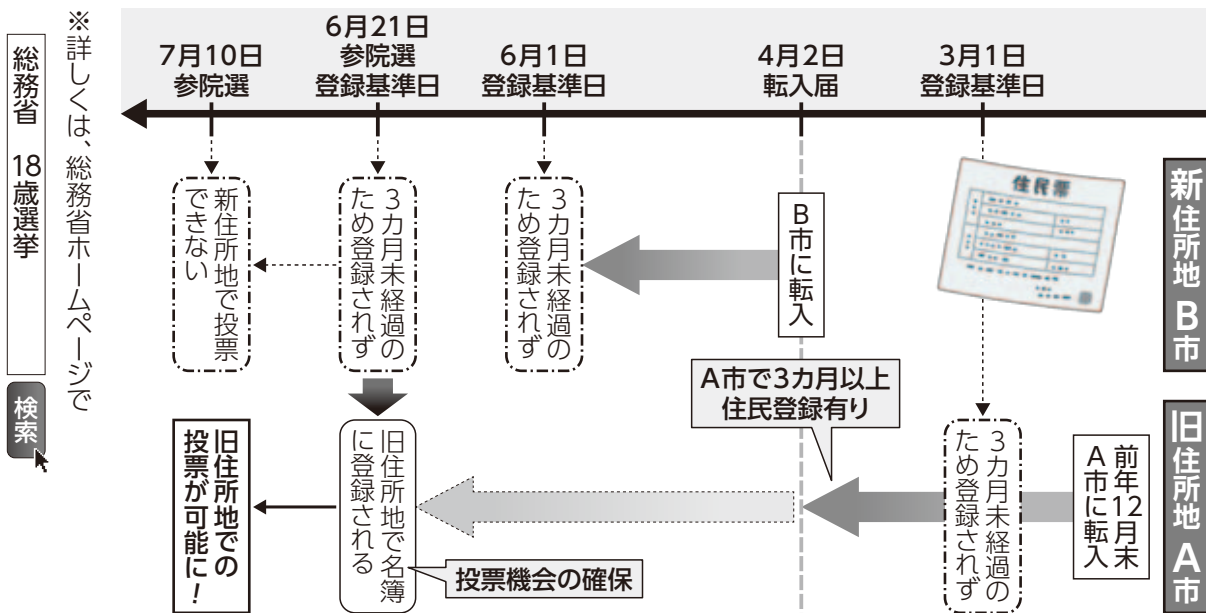 新住所地 B市
旧住所地 A市
3月1日
登録基準日
4月2日
転入届
6月1日
登録基準日
6月21日
参院選
登録基準日
7月10日
参院選
住民票
B市に転入
3カ月未経過の
ため登録されず
3カ月未経過の
ため登録されず
新住所地で投票
できない
前年12月末
A市に転入
3カ月未経過の
ため登録されず
A市で3カ月以上
住民登録有り
旧住所地で名簿
に登録される
投票機会の確保
旧住所地での
投票が可能に!
※詳しくは、総務省ホームページで
総務省 18歳選挙
検索